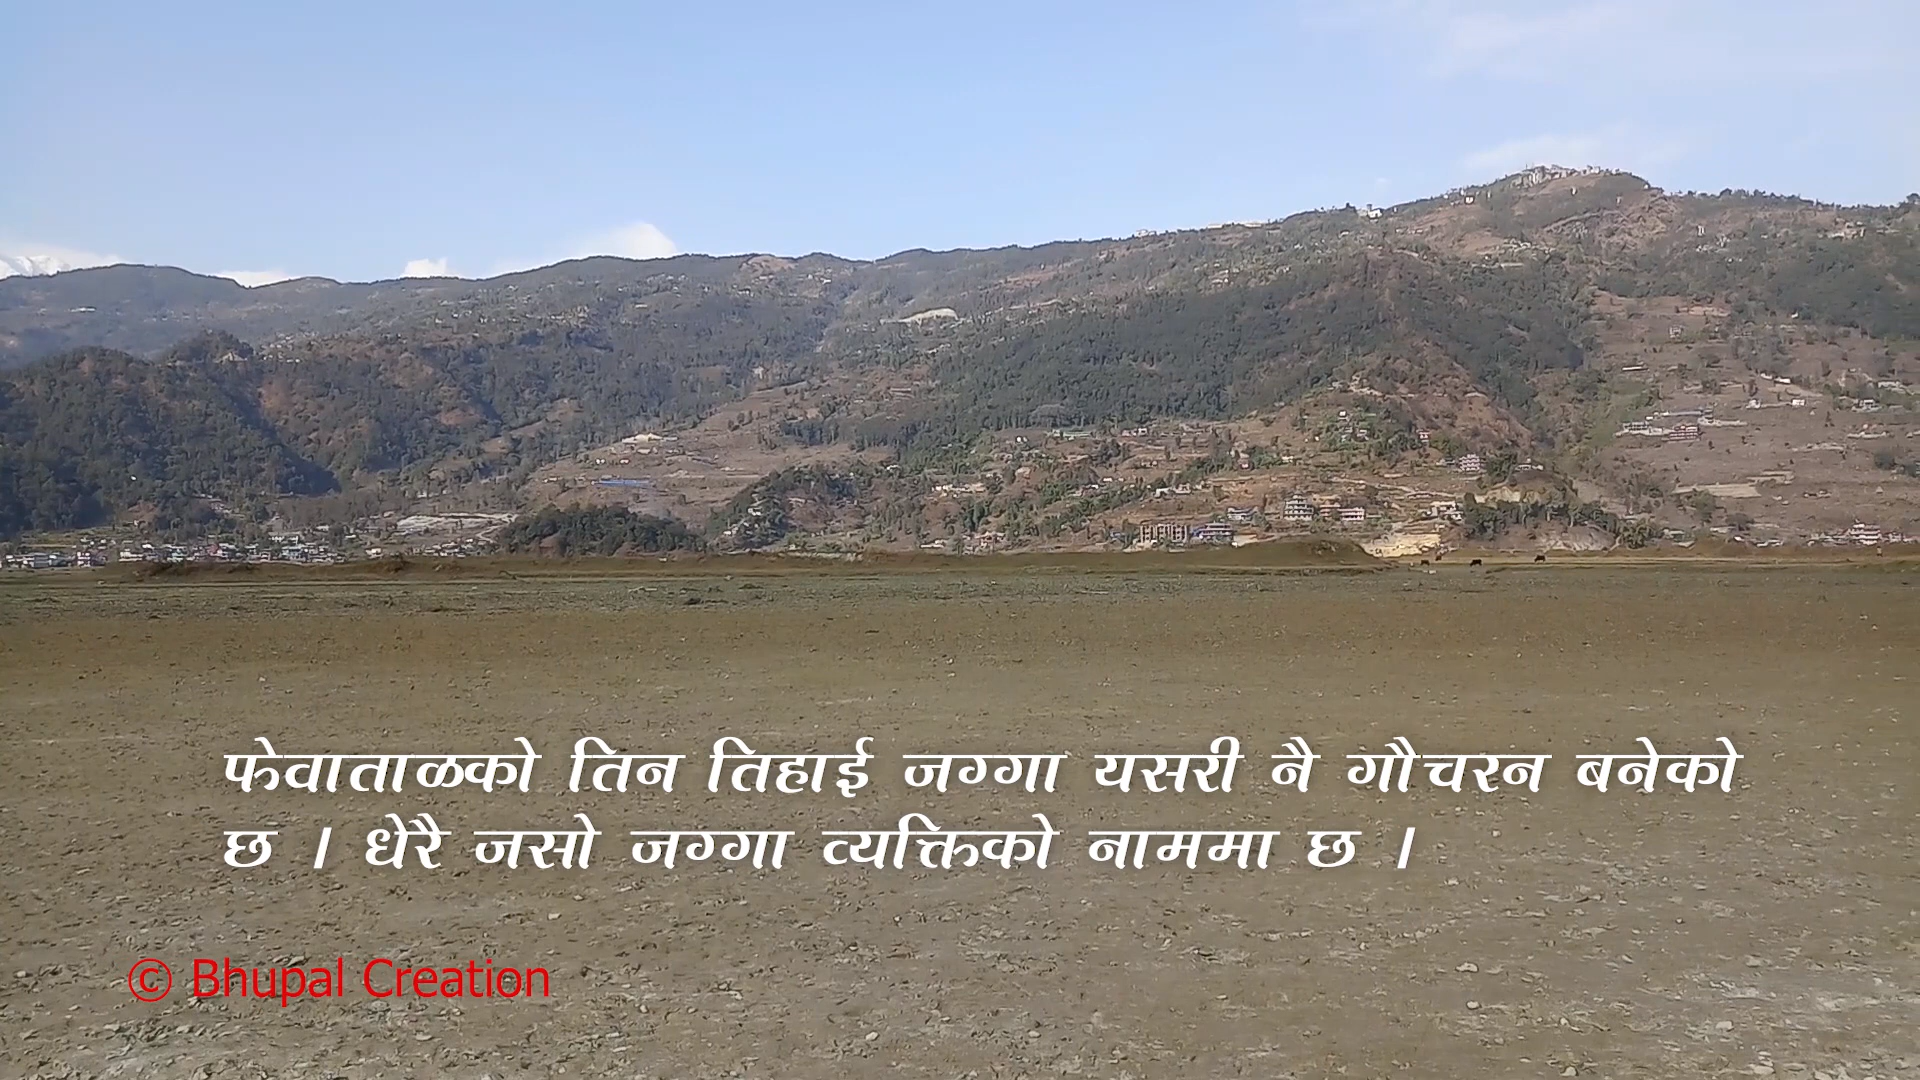 फेवाताळको तिन तिहाई जग्गा यसरी नै गौचरन बनेको
छ । धेरै जसो जग्गा व्यक्तिको नाममा छ ।
© Bhupal Creation